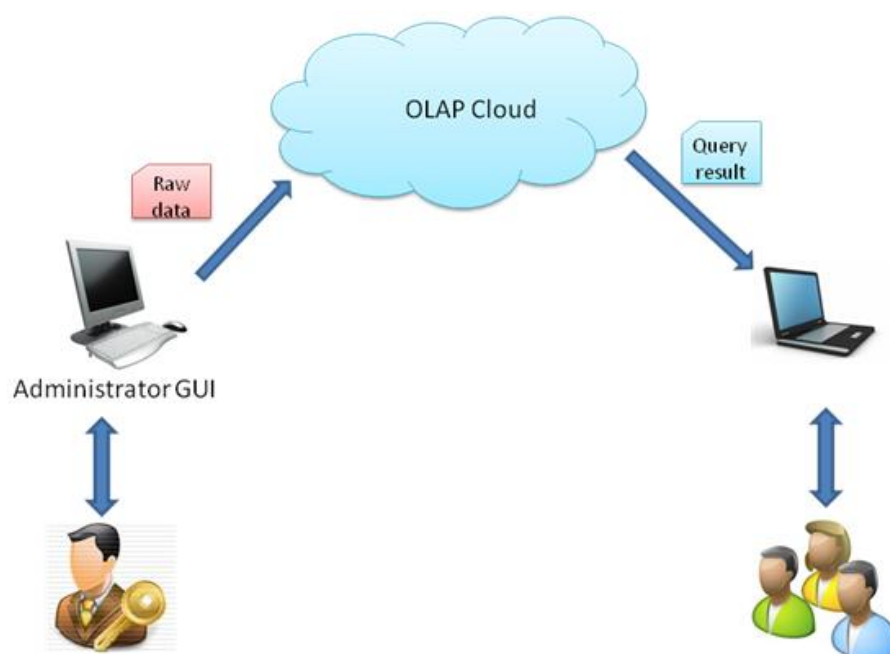 OLAP Cloud
Raw
data
Query
result
Administrator GUI